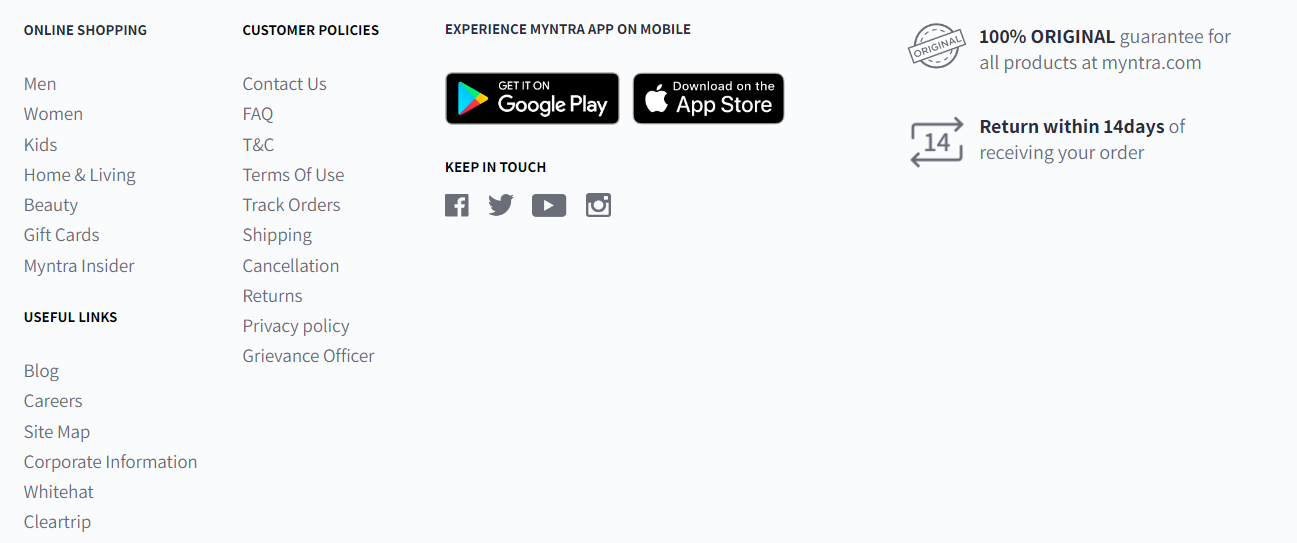 ONLINE SHOPPING
Men
Women
Kids
Home & Living
Beauty
Gift Cards
Myntra Insider
USEFUL LINKS
Blog
Careers
Site Map
Corporate Information
Whitehat
Cleartrip
CUSTOMER POLICIES
Contact Us
FAQ
T&C
Terms Of Use
Track Orders
Shipping
Cancellation
Returns
Privacy policy
Grievance Officer
EXPERIENCE MYNTRA APP ON MOBILE
GET IT ON
Google Play
Download on the
App Store
KEEP IN TOUCH
ORIGINAL
100% ORIGINAL guarantee for
all products at myntra.com
14
Return within 14days of
receiving your order